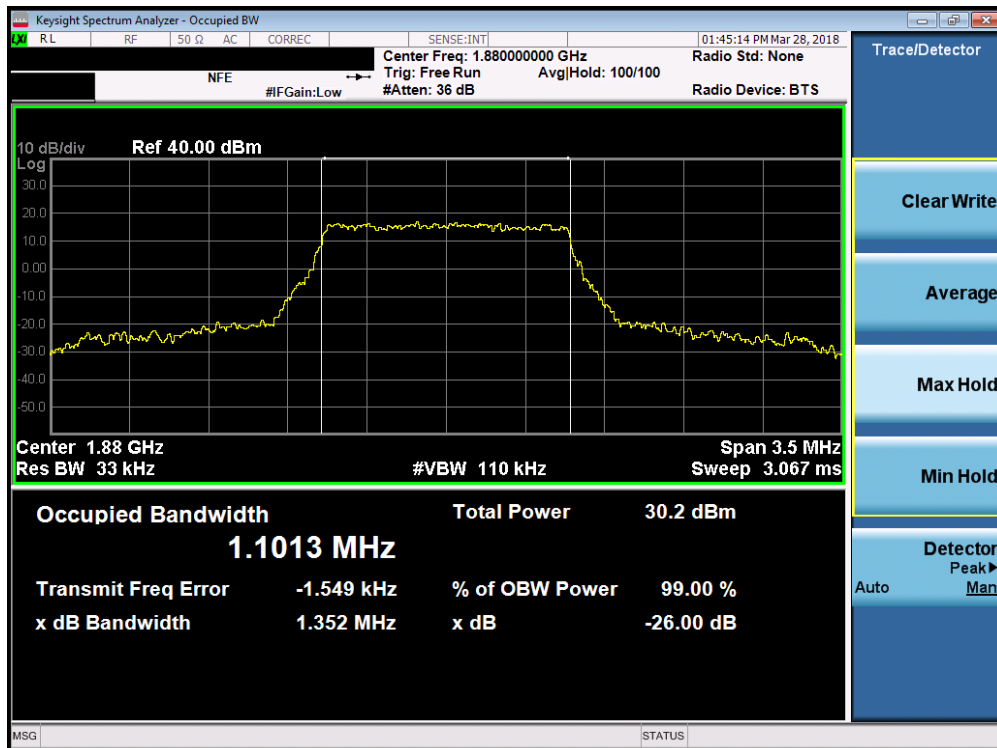 Keysight Spectrum Analyzer - Occupied BW
LXI RL RF 50 Ω AC CORREC SENSE:INT 01:45:14 PM Mar 28, 2018
Center Freq: 1.880000000 GHz Radio Std: None
NFE Trig: Free Run Avg|Hold: 100/100
#IFGain:Low #Atten: 36 dB Radio Device: BTS
Trace/Detector
10 dB/div Ref 40.00 dBm
Log
30.0
20.0
10.0
0.00
-10.0
-20.0
-30.0
-40.0
-50.0
Center 1.88 GHz Span 3.5 MHz
Res BW 33 kHz #VBW 110 kHz Sweep 3.067 ms
Clear Write
Average
Max Hold
Min Hold
Detector
Peak▶
Auto Man
Occupied Bandwidth Total Power 30.2 dBm
1.1013 MHz
Transmit Freq Error -1.549 kHz % of OBW Power 99.00 %
x dB Bandwidth 1.352 MHz x dB -26.00 dB
MSG STATUS